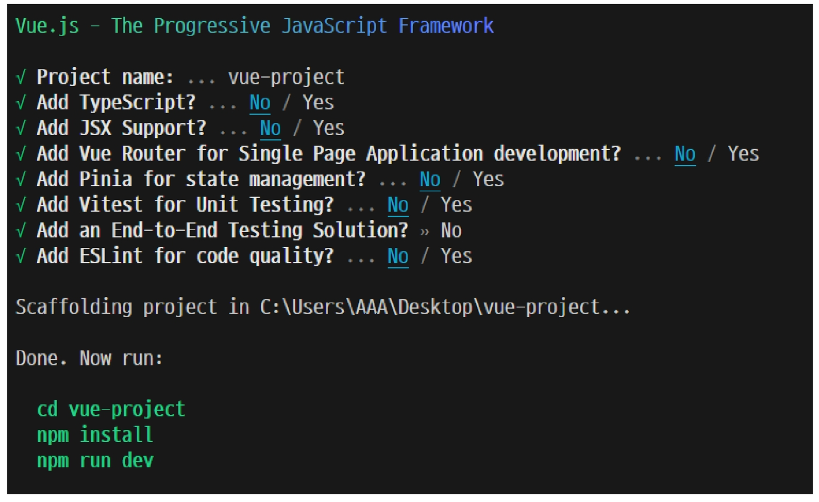 Vue.js - The Progressive JavaScript Framework
√ Project name: ... vue-project
√ Add TypeScript? ... No / Yes
√ Add JSX Support? ... No / Yes
√ Add Vue Router for Single Page Application development? ... No / Yes
√ Add Pinia for state management? ... No / Yes
√ Add Vitest for Unit Testing? ... No / Yes
√ Add an End-to-End Testing Solution? » No
√ Add ESLint for code quality? ... No / Yes
Scaffolding project in C:\Users\AAA\Desktop\vue-project...
Done. Now run:
cd vue-project
npm install
npm run dev